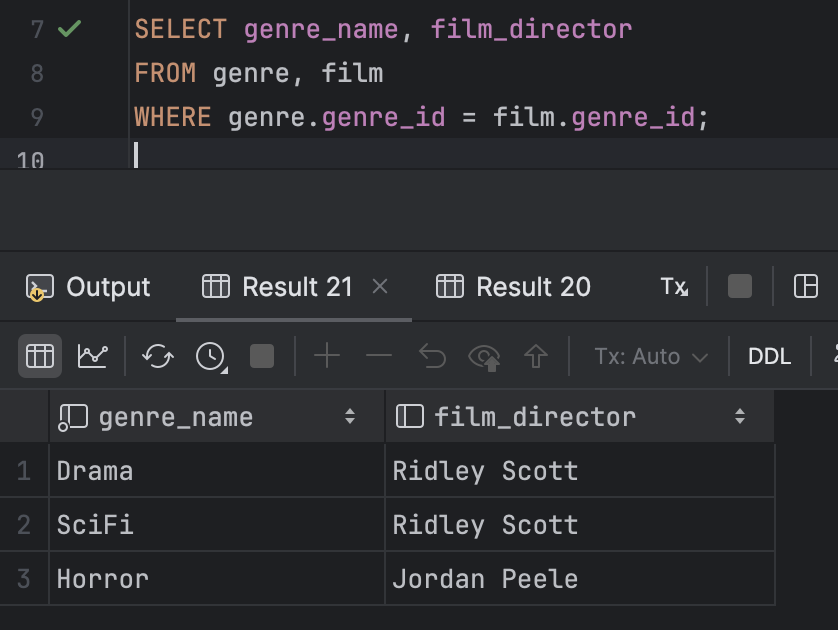 7 SELECT genre_name, film_director
8 FROM genre, film
9 WHERE genre.genre_id = film.genre_id;
10
Output Result 21 Result 20 Tx
Tx: Auto DDL
genre_name film_director
1 Drama Ridley Scott
2 SciFi Ridley Scott
3 Horror Jordan Peele